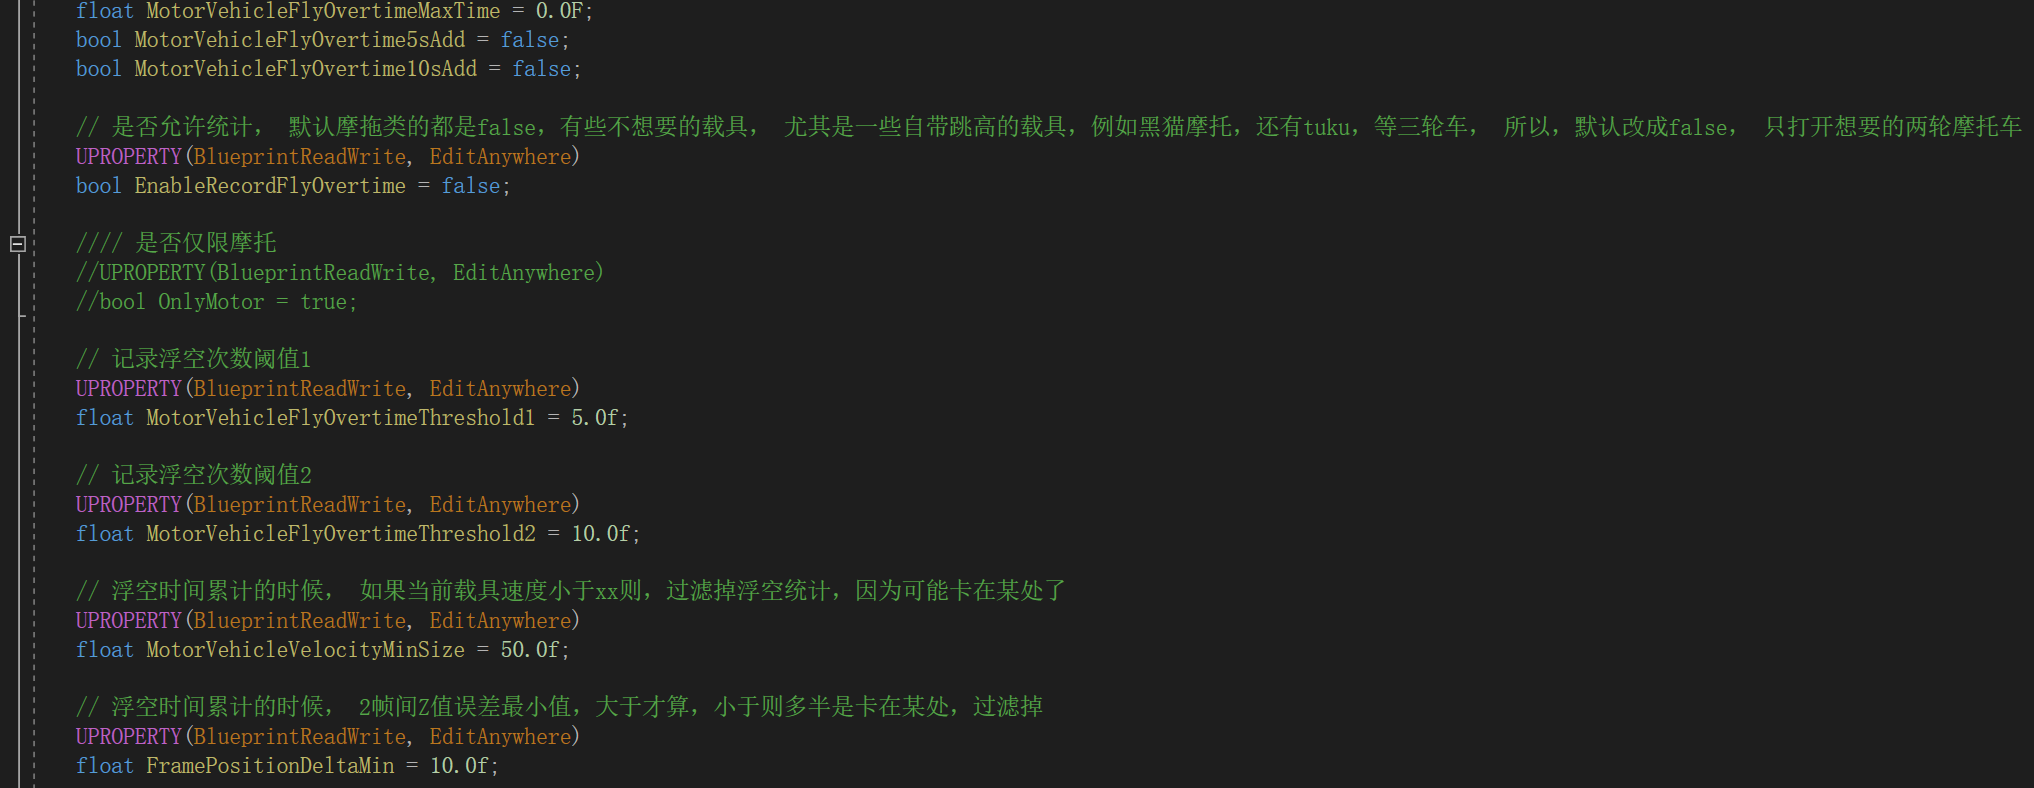 float MotorVehicleFlyOvertimeMaxTime = 0.0F;
bool MotorVehicleFlyOvertime5sAdd = false;
bool MotorVehicleFlyOvertime10sAdd = false;
// 是否允许统计， 默认摩拖类的都是false，有些不想要的载具， 尤其是一些自带跳高的载具，例如黑猫摩托，还有tuku，等三轮车， 所以，默认改成false， 只打开想要的两轮摩托车
UPROPERTY(BlueprintReadWrite, EditAnywhere)
bool EnableRecordFlyOvertime = false;
//// 是否仅限摩托
//UPROPERTY(BlueprintReadWrite, EditAnywhere)
//bool OnlyMotor = true;
// 记录浮空次数阈值1
UPROPERTY(BlueprintReadWrite, EditAnywhere)
float MotorVehicleFlyOvertimeThreshold1 = 5.0f;
// 记录浮空次数阈值2
UPROPERTY(BlueprintReadWrite, EditAnywhere)
float MotorVehicleFlyOvertimeThreshold2 = 10.0f;
// 浮空时间累计的时候， 如果当前载具速度小于xx则，过滤掉浮空统计，因为可能卡在某处了
UPROPERTY(BlueprintReadWrite, EditAnywhere)
float MotorVehicleVelocityMinSize = 50.0f;
// 浮空时间累计的时候， 2帧间Z值误差最小值，大于才算，小于则多半是卡在某处，过滤掉
UPROPERTY(BlueprintReadWrite, EditAnywhere)
float FramePositionDeltaMin = 10.0f;